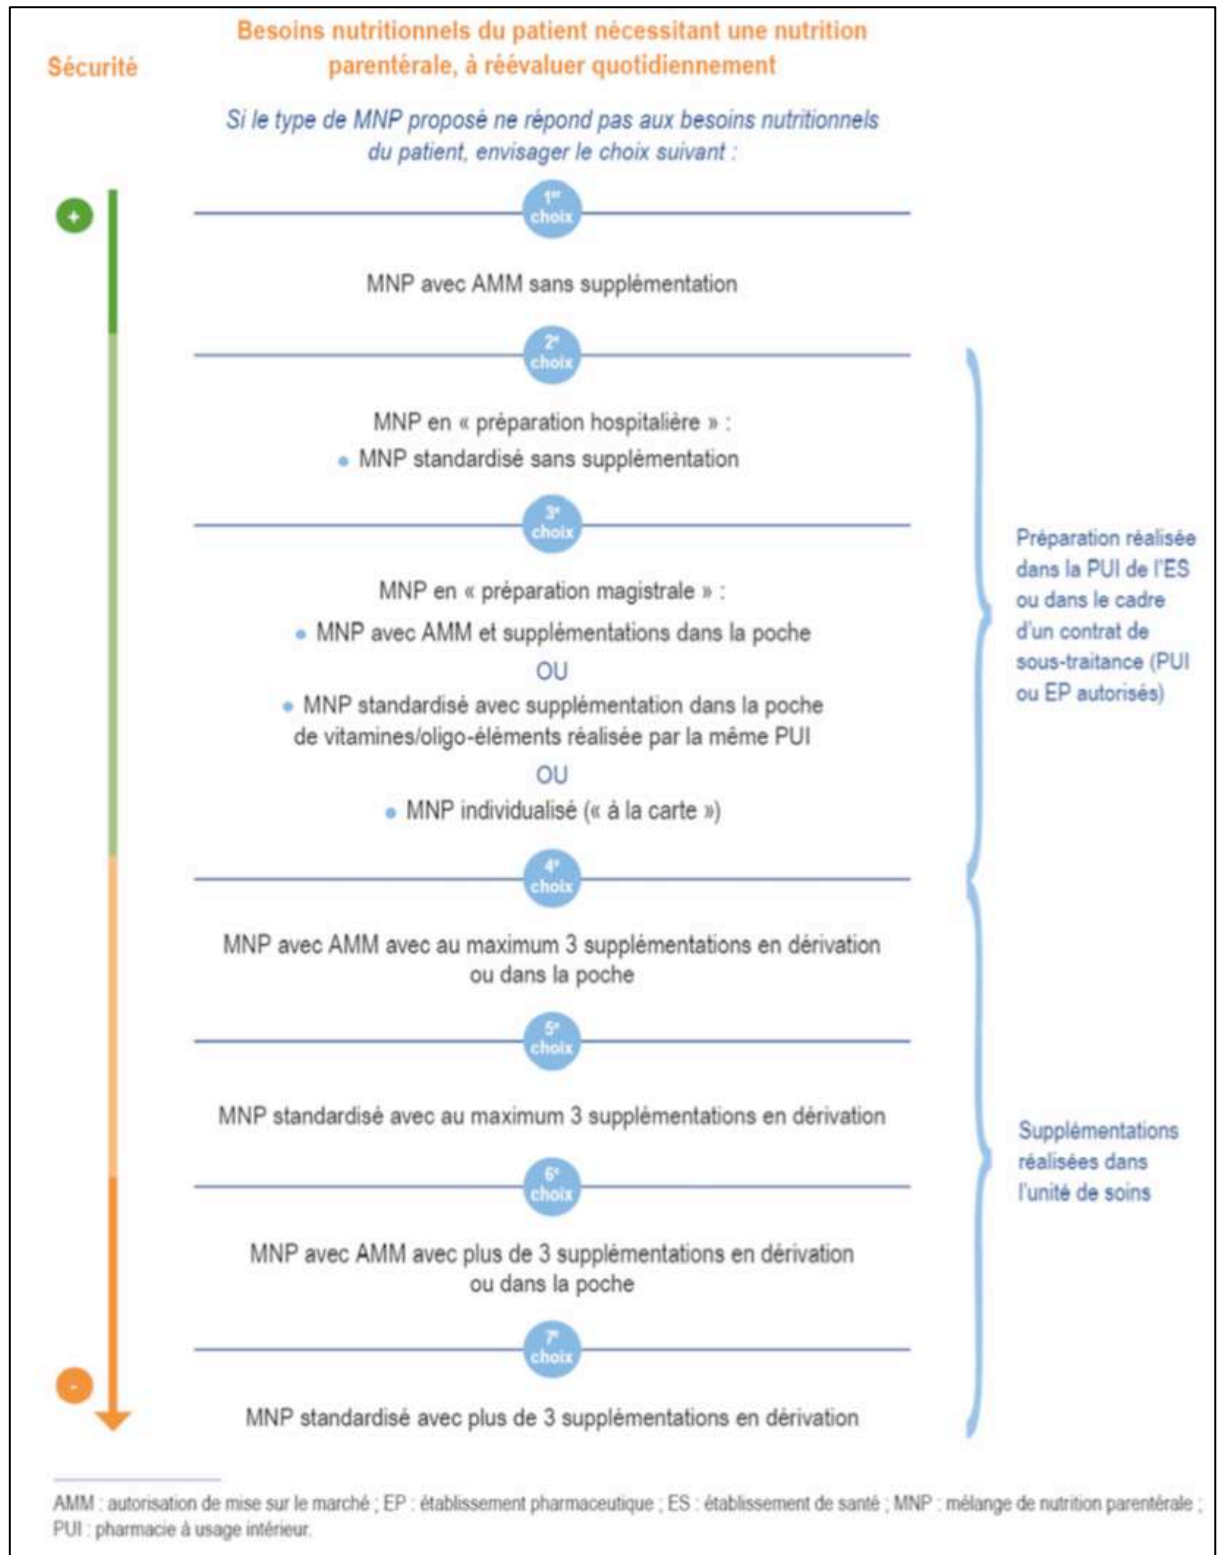 Sécurité
Besoins nutritionnels du patient nécessitant une nutrition
parentérale, à réévaluer quotidiennement
Si le type de MNP proposé ne répond pas aux besoins nutritionnels
du patient, envisager le choix suivant :
+
1er
choix
MNP avec AMM sans supplémentation
2e
choix
MNP en « préparation hospitalière » :
• MNP standardisé sans supplémentation
3e
choix
MNP en « préparation magistrale » :
• MNP avec AMM et supplémentations dans la poche
OU
• MNP standardisé avec supplémentation dans la poche
de vitamines/oligo-éléments réalisée par la même PUI
OU
• MNP individualisé (« à la carte »)
Préparation réalisée
dans la PUI de l'ES
ou dans le cadre
d'un contrat de
sous-traitance (PUI
ou EP autorisés)
4e
choix
MNP avec AMM avec au maximum 3 supplémentations en dérivation
ou dans la poche
5e
choix
MNP standardisé avec au maximum 3 supplémentations en dérivation
6e
choix
MNP avec AMM avec plus de 3 supplémentations en dérivation
ou dans la poche
7e
choix
MNP standardisé avec plus de 3 supplémentations en dérivation
Supplémentations
réalisées dans
l'unité de soins
-
AMM : autorisation de mise sur le marché ; EP : établissement pharmaceutique ; ES : établissement de santé ; MNP : mélange de nutrition parentérale ;
PUI : pharmacie à usage intérieur.